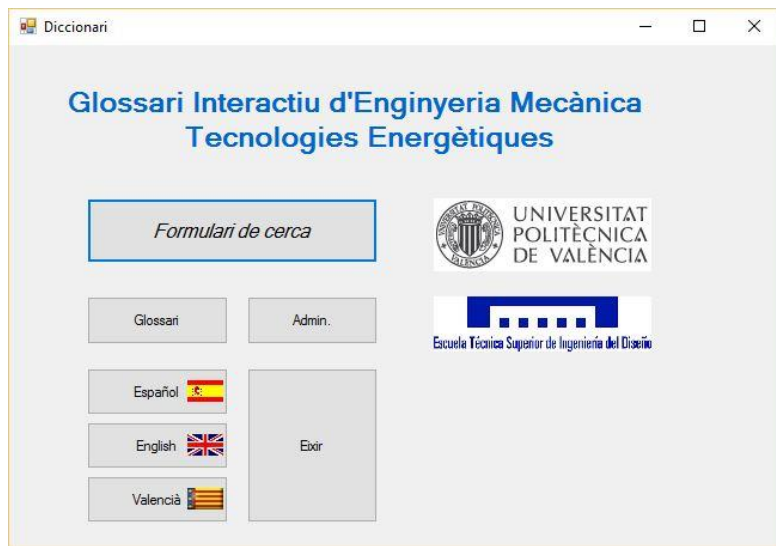 Diccionari
Glossari Interactiu d'Enginyeria Mecànica
Tecnologies Energètiques
Formulari de cerca
UNIVERSITAT
POLITÈCNICA
DE VALÈNCIA
Glossari
Admin.
Escuela Técnica Superior de Ingeniería del Diseño
Español
English
Eixir
Valencià